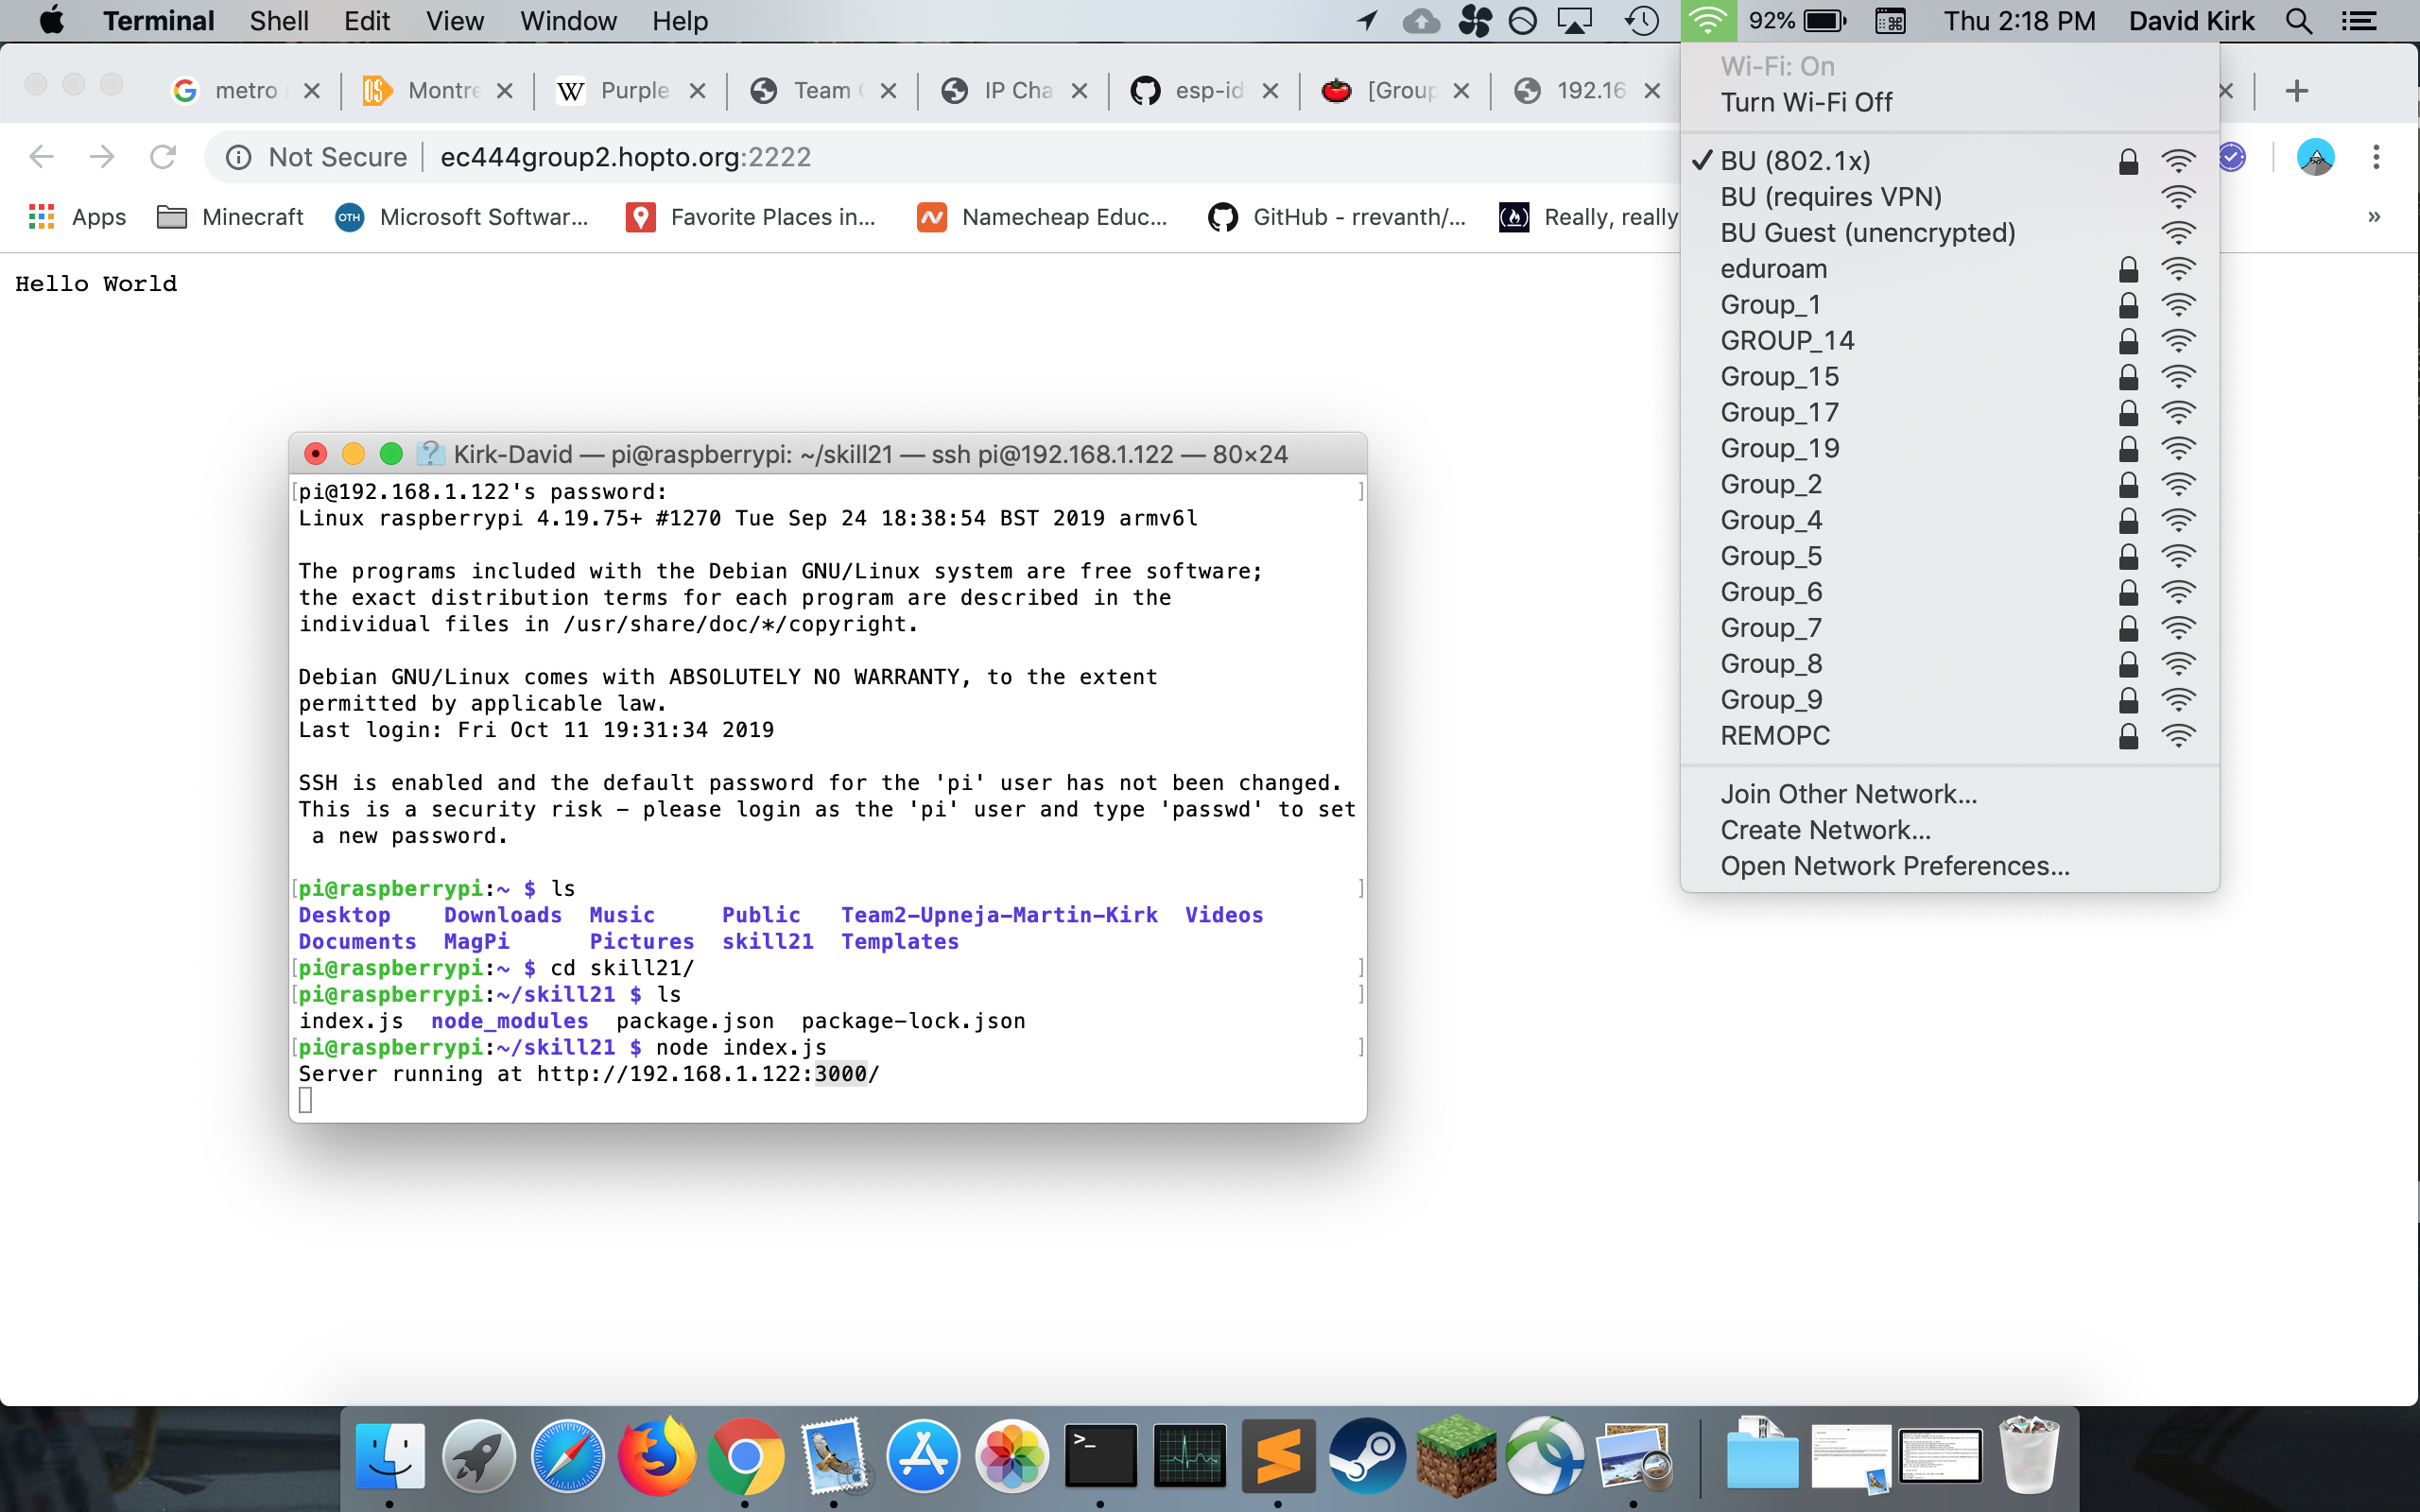 Terminal Shell Edit View Window Help 92% Thu 2:18 PM David Kirk
metro Montre Purple Team IP Cha esp-id [Group 192.16
Not Secure ec444group2.hopto.org:2222
Apps Minecraft Microsoft Softwar... Favorite Places in... Namecheap Educ... GitHub - rrevanth/... Really, really »
Hello World
Kirk-David — pi@raspberrypi: ~/skill21 — ssh pi@192.168.1.122 — 80×24
[pi@192.168.1.122's password: ]
Linux raspberrypi 4.19.75+ #1270 Tue Sep 24 18:38:54 BST 2019 armv6l
The programs included with the Debian GNU/Linux system are free software;
the exact distribution terms for each program are described in the
individual files in /usr/share/doc/*/copyright.
Debian GNU/Linux comes with ABSOLUTELY NO WARRANTY, to the extent
permitted by applicable law.
Last login: Fri Oct 11 19:31:34 2019
SSH is enabled and the default password for the 'pi' user has not been changed.
This is a security risk - please login as the 'pi' user and type 'passwd' to set
a new password.
[pi@raspberrypi:~ $ ls ]
Desktop Downloads Music Public Team2-Upneja-Martin-Kirk Videos
Documents MagPi Pictures skill21 Templates
[pi@raspberrypi:~ $ cd skill21/ ]
[pi@raspberrypi:~/skill21 $ ls ]
index.js node_modules package.json package-lock.json
[pi@raspberrypi:~/skill21 $ node index.js ]
Server running at http://192.168.1.122:3000/
Wi-Fi: On
Turn Wi-Fi Off
BU (802.1x)
BU (requires VPN)
BU Guest (unencrypted)
eduroam
Group_1
GROUP_14
Group_15
Group_17
Group_19
Group_2
Group_4
Group_5
Group_6
Group_7
Group_8
Group_9
REMOPC
Join Other Network...
Create Network...
Open Network Preferences...